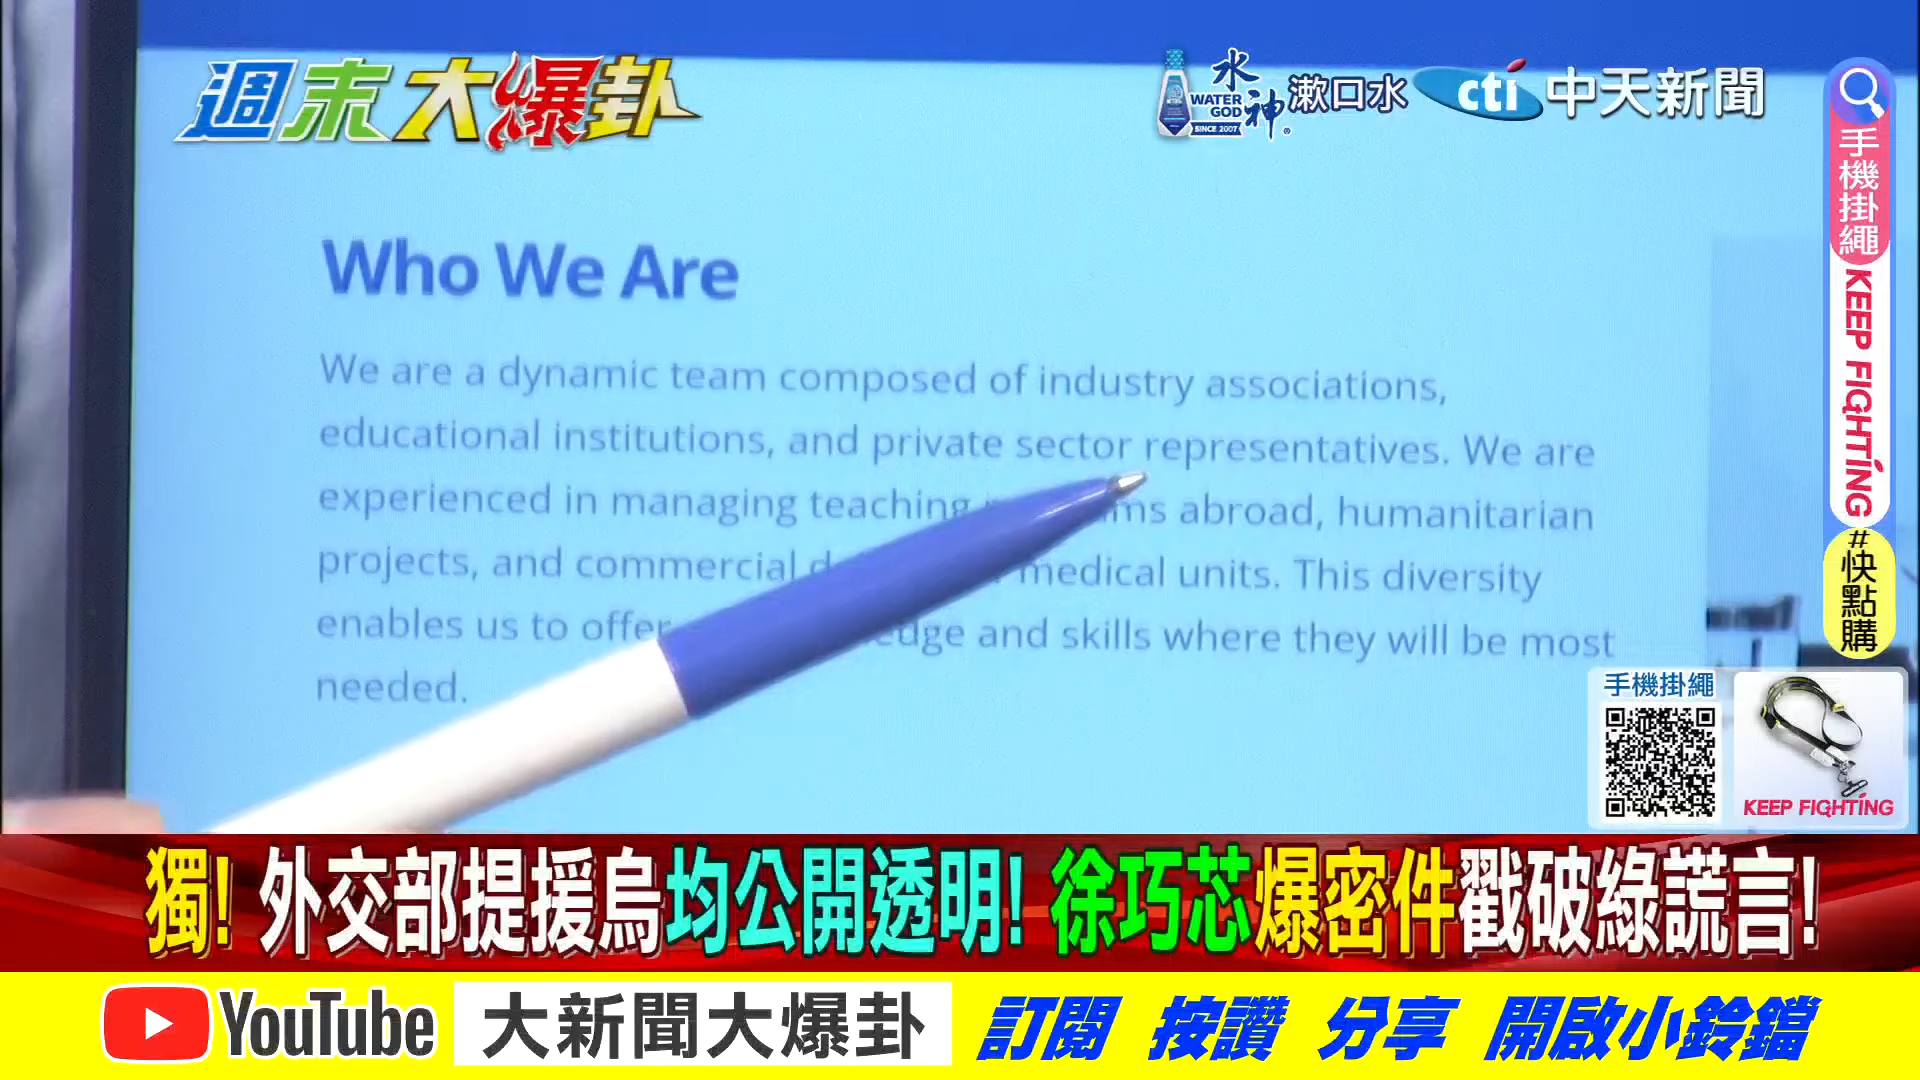 週末大爆卦
水神
WATER GOD
SINCE 2007
漱口水
cti 中天新聞
手機掛繩
KEEP FIGHTING
#快點購
Who We Are
We are a dynamic team composed of industry associations,
educational institutions, and private sector representatives. We are
experienced in managing teaching abroad, humanitarian
projects, and commercial medical units. This diversity
enables us to offer and skills where they will be most
needed.
手機掛繩
KEEP FIGHTING
獨! 外交部提援烏均公開透明! 徐巧芯爆密件戳破綠謊言!
YouTube 大新聞大爆卦 訂閱 按讚 分享 開啟小鈴鐺